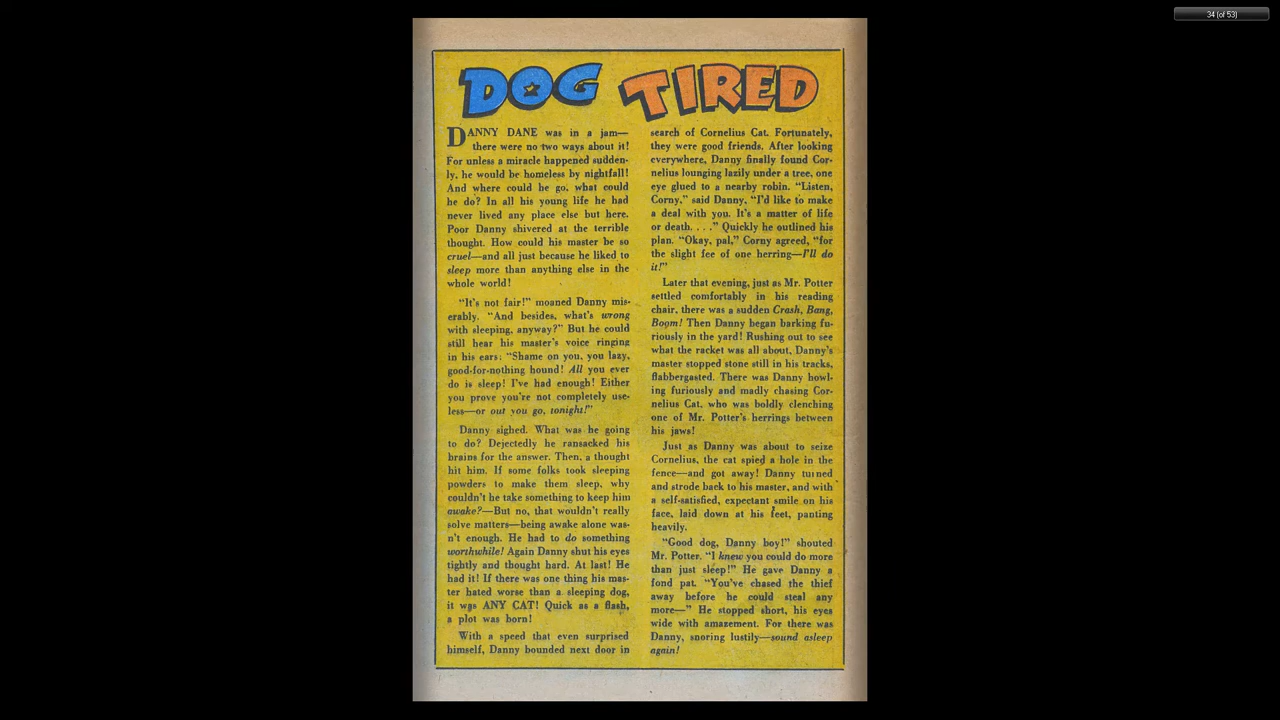 34 (of 53)
DOG TIRED
DANNY DANE was in a jam—
there were no two ways about it!
For unless a miracle happened sudden-
ly, he would be homeless by nightfall!
And where could he go, what could
he do? In all his young life he had
never lived any place else but here.
Poor Danny shivered at the terrible
thought. How could his master be so
cruel—and all just because he liked to
sleep more than anything else in the
whole world!
"It's not fair!" moaned Danny mis-
erably. "And besides, what's wrong
with sleeping, anyway?" But he could
still hear his master's voice ringing
in his ears: "Shame on you, you lazy,
good-for-nothing hound! All you ever
do is sleep! I've had enough! Either
you prove you're not completely use-
less—or out you go, tonight!"
Danny sighed. What was he going
to do? Dejectedly he ransacked his
brains for the answer. Then, a thought
hit him. If some folks took sleeping
powders to make them sleep, why
couldn't he take something to keep him
awake?—But no, that wouldn't really
solve matters—being awake alone was-
n't enough. He had to do something
worthwhile! Again Danny shut his eyes
tightly and thought hard. At last! He
had it! If there was one thing his mas-
ter hated worse than a sleeping dog,
it was ANY CAT! Quick as a flash,
a plot was born!
With a speed that even surprised
himself, Danny bounded next door in
search of Cornelius Cat. Fortunately,
they were good friends. After looking
everywhere, Danny finally found Cor-
nelius lounging lazily under a tree, one
eye glued to a nearby robin. "Listen,
Corny," said Danny, "I'd like to make
a deal with you. It's a matter of life
or death. . . ." Quickly he outlined his
plan. "Okay, pal," Corny agreed, "for
the slight fee of one herring—I'll do
it!"
Later that evening, just as Mr. Potter
settled comfortably in his reading
chair, there was a sudden Crash, Bang,
Boom! Then Danny began barking fu-
riously in the yard! Rushing out to see
what the racket was all about, Danny's
master stopped stone still in his tracks,
flabbergasted. There was Danny howl-
ing furiously and madly chasing Cor-
nelius Cat, who was boldly clenching
one of Mr. Potter's herrings between
his jaws!
Just as Danny was about to seize
Cornelius, the cat spied a hole in the
fence—and got away! Danny turned
and strode back to his master, and with
a self-satisfied, expectant smile on his
face, laid down at his feet, panting
heavily.
"Good dog, Danny boy!" shouted
Mr. Potter. "I knew you could do more
than just sleep!" He gave Danny a
fond pat. "You've chased the thief
away before he could steal any
more—" He stopped short, his eyes
wide with amazement. For there was
Danny, snoring lustily—sound asleep
again!